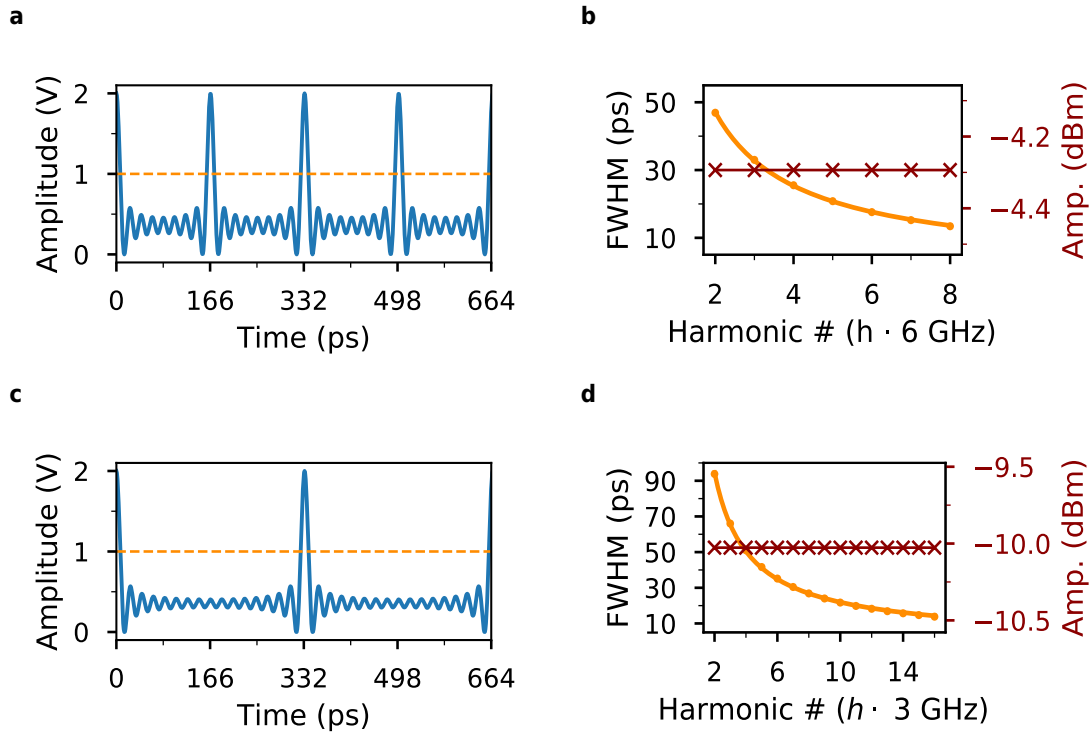 a
2
1
0
Amplitude (V)
0 166 332 498 664
Time (ps)
b
50
30
10
FWHM (ps)
−4.2
−4.4
Amp. (dBm)
2 4 6 8
Harmonic # (h · 6 GHz)
c
2
1
0
Amplitude (V)
0 166 332 498 664
Time (ps)
d
90
70
50
30
10
FWHM (ps)
−9.5
−10.0
−10.5
Amp. (dBm)
2 6 10 14
Harmonic # (h · 3 GHz)